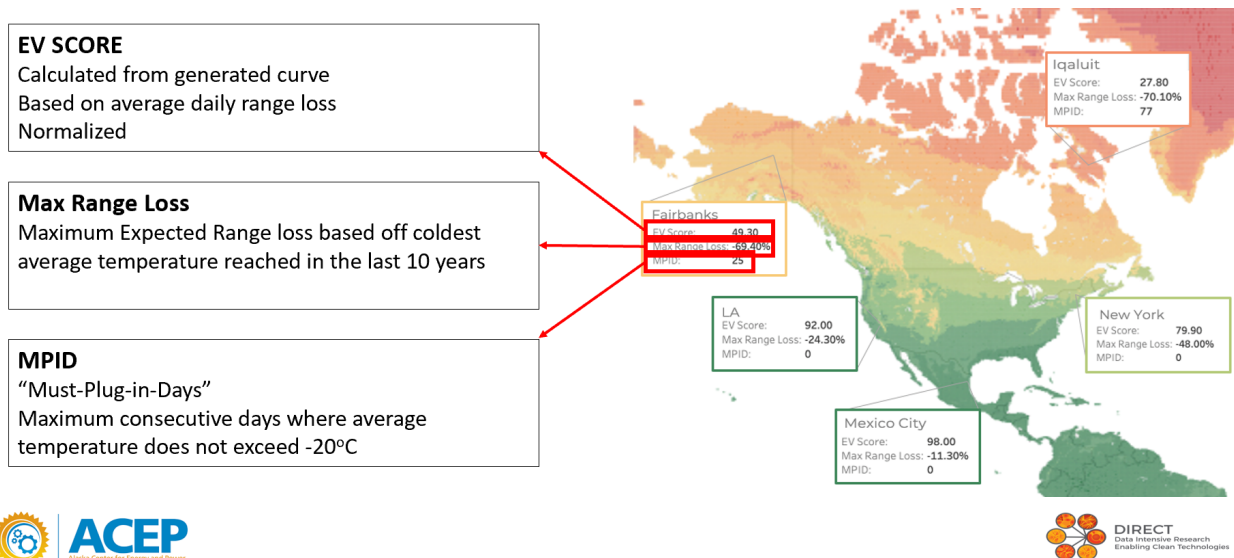 EV SCORE
Calculated from generated curve
Based on average daily range loss
Normalized
Max Range Loss
Maximum Expected Range loss based off coldest
average temperature reached in the last 10 years
MPID
“Must-Plug-in-Days”
Maximum consecutive days where average
temperature does not exceed -20°C
Iqaluit
EV Score: 27.80
Max Range Loss: -70.10%
MPID: 77
Fairbanks
EV Score: 49.30
Max Range Loss: -69.40%
MPID: 25
LA
EV Score: 92.00
Max Range Loss: -24.30%
MPID: 0
New York
EV Score: 79.90
Max Range Loss: -48.00%
MPID: 0
Mexico City
EV Score: 98.00
Max Range Loss: -11.30%
MPID: 0
ACEP
Alaska Center for Energy and Power
DIRECT
Data Intensive Research
Enabling Clean Technologies